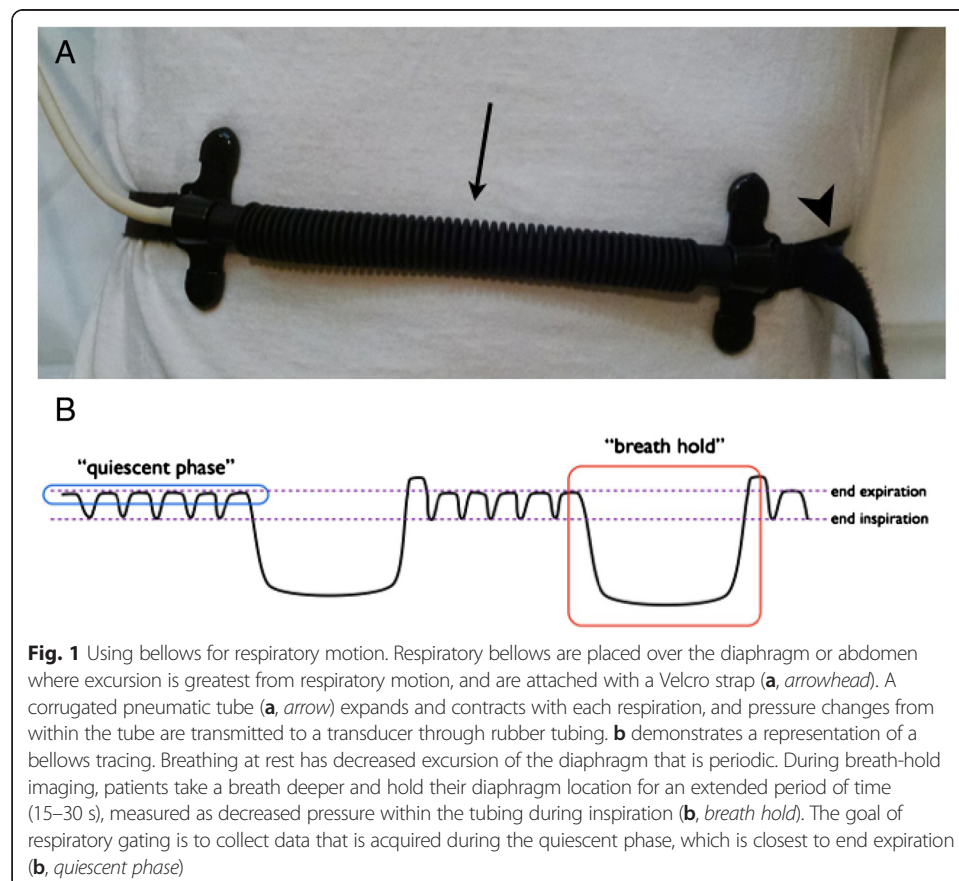 A
B
"quiescent phase"
"breath hold"
end expiration
end inspiration
Fig. 1 Using bellows for respiratory motion. Respiratory bellows are placed over the diaphragm or abdomen
where excursion is greatest from respiratory motion, and are attached with a Velcro strap (a, arrowhead). A
corrugated pneumatic tube (a, arrow) expands and contracts with each respiration, and pressure changes from
within the tube are transmitted to a transducer through rubber tubing. b demonstrates a representation of a
bellows tracing. Breathing at rest has decreased excursion of the diaphragm that is periodic. During breath-hold
imaging, patients take a breath deeper and hold their diaphragm location for an extended period of time
(15–30 s), measured as decreased pressure within the tubing during inspiration (b, breath hold). The goal of
respiratory gating is to collect data that is acquired during the quiescent phase, which is closest to end expiration
(b, quiescent phase)